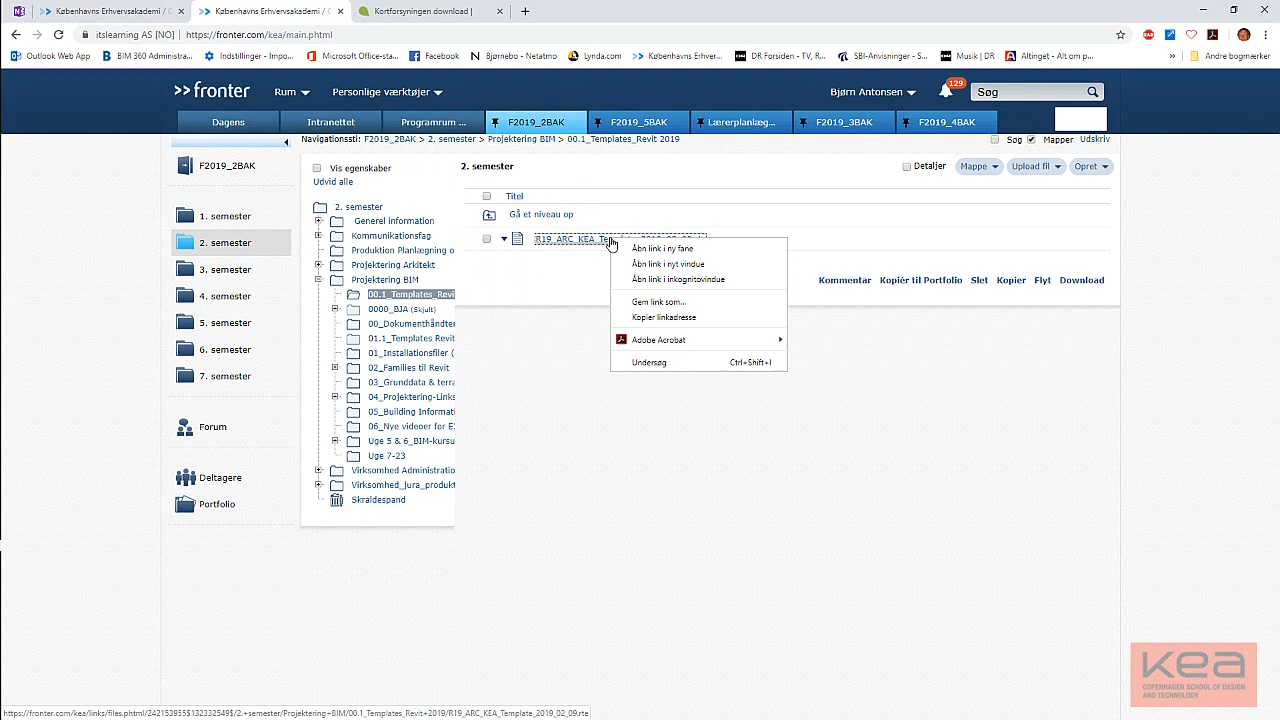 Københavns Erhvervsakademi / C
Københavns Erhvervsakademi / C
Kortforsyningen download |
itslearning AS [NO] | https://fronter.com/kea/main.phtml
Outlook Web App
BIM 360 Administra...
Indstillinger - Impo...
Microsoft Office-sta...
Facebook
Bjørnebo - Netatmo
Lynda.com
Københavns Erhver...
DR Forsiden - TV, R...
SBI-Anvisninger - S...
Musik | DR
Altinget - Alt om p...
»
Andre bogmærker
>> fronter
Rum
Personlige værktøjer
Bjørn Antonsen
129
Søg
Dagens
Intranettet
Programrum ...
F2019_2BAK
F2019_5BAK
Lærerplanlæg...
F2019_3BAK
F2019_4BAK
Navigationssti: F2019_2BAK > 2. semester > Projektering BIM > 00.1_Templates_Revit 2019
Søg
Mapper
Udskriv
F2019_2BAK
1. semester
2. semester
3. semester
4. semester
5. semester
6. semester
7. semester
Forum
Deltagere
Portfolio
Vis egenskaber
Udvid alle
2. semester
Generel information
Kommunikationsfag
Produktion Planlægning o
Projektering Arkitekt
Projektering BIM
00.1_Templates_Revi
0000_BJA (Skjult)
00_Dokumenthåndter
01.1_Templates Revit
01_Installationsfiler (
02_Families til Revit
03_Grunddata & terra
04_Projektering-Links
05_Building Informati
06_Nye videoer for E
Uge 5 & 6_BIM-kursu
Uge 7-23
Virksomhed Administratio
Virksomhed_jura_produkt
Skraldespand
2. semester
Detaljer
Mappe
Upload fil
Opret
Titel
Gå et niveau op
R19_ARC_KEA_Te
Åbn link i ny fane
Åbn link i nyt vindue
Åbn link i inkognitovindue
Gem link som...
Kopier linkadresse
Adobe Acrobat
Undersøg Ctrl+Shift+I
Kommentar
Kopiér til Portfolio
Slet
Kopier
Flyt
Download
kea
COPENHAGEN SCHOOL OF DESIGN
AND TECHNOLOGY
https://fronter.com/kea/links/files.phtml/2421539555$132332549$/2.+semester/Projektering+BIM/00.1_Templates_Revit+2019/R19_ARC_KEA_Template_2019_02_09.rte